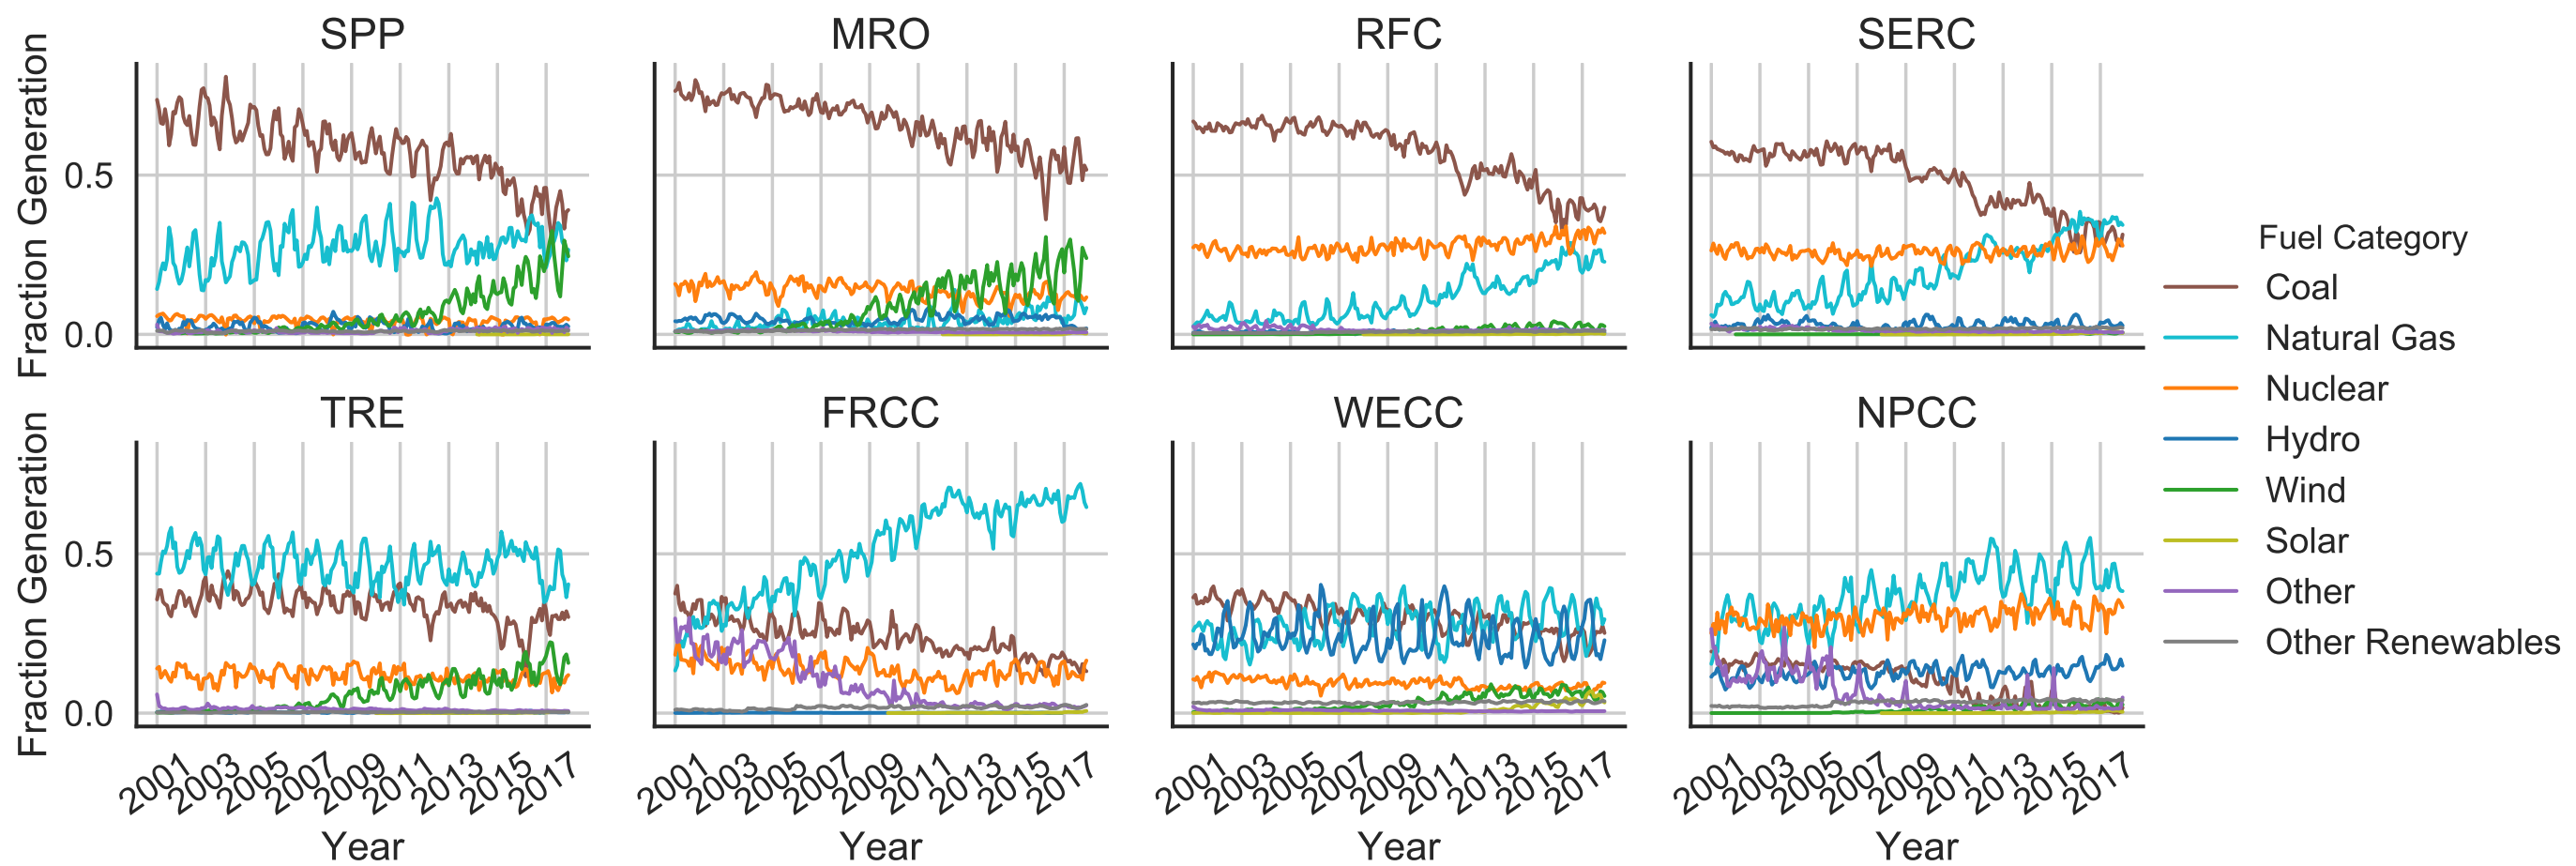 SPP
MRO
RFC
SERC
Fraction Generation
0.5
0.0
TRE
FRCC
WECC
NPCC
Fraction Generation
0.5
0.0
2001 2003 2005 2007 2009 2011 2013 2015 2017
2001 2003 2005 2007 2009 2011 2013 2015 2017
2001 2003 2005 2007 2009 2011 2013 2015 2017
2001 2003 2005 2007 2009 2011 2013 2015 2017
Year
Year
Year
Year
Fuel Category
Coal
Natural Gas
Nuclear
Hydro
Wind
Solar
Other
Other Renewables